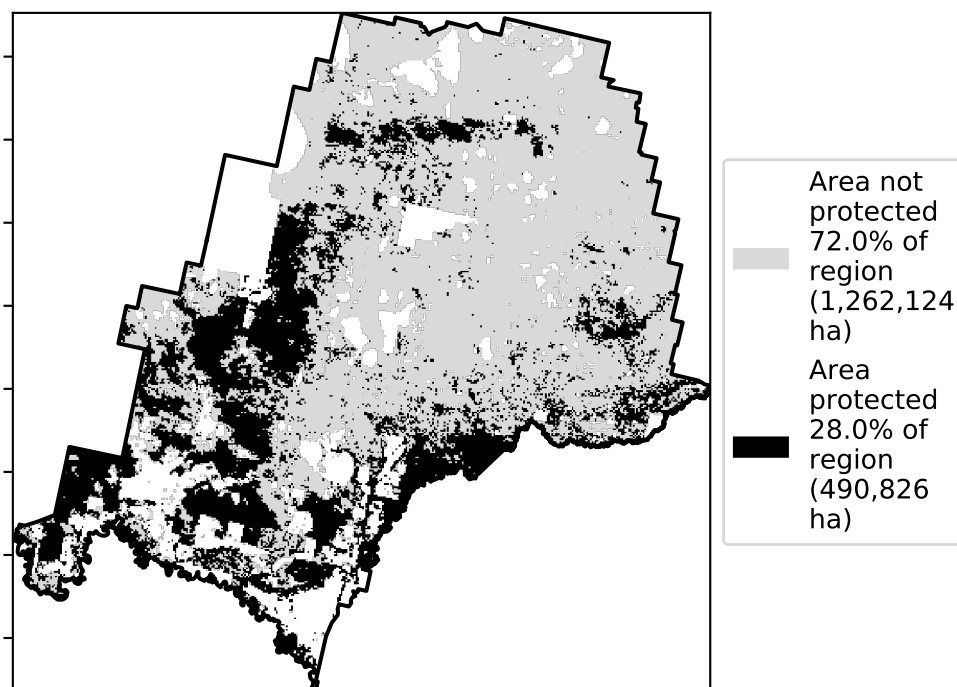 Area not
protected
72.0% of
region
(1,262,124
ha)
Area
protected
28.0% of
region
(490,826
ha)